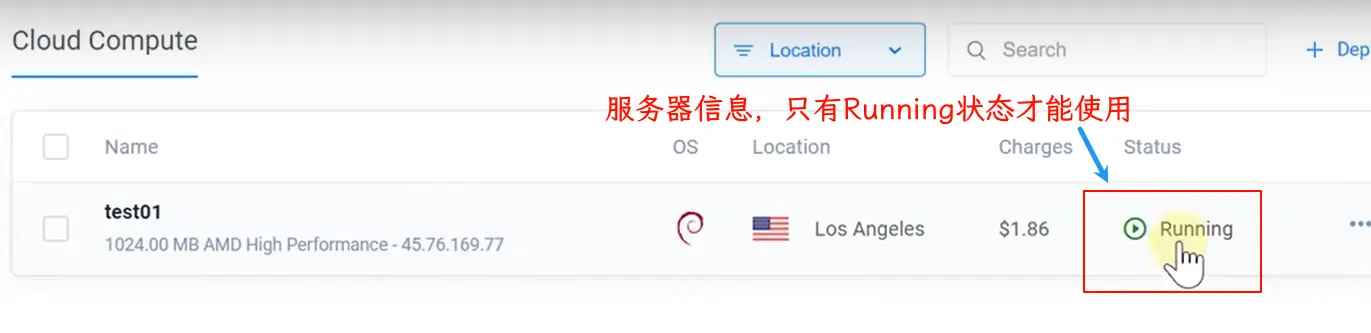 Cloud Compute
Location
Search
+ Dep
服务器信息，只有Running状态才能使用
Name OS Location Charges Status
test01
1024.00 MB AMD High Performance - 45.76.169.77 Los Angeles $1.86 Running